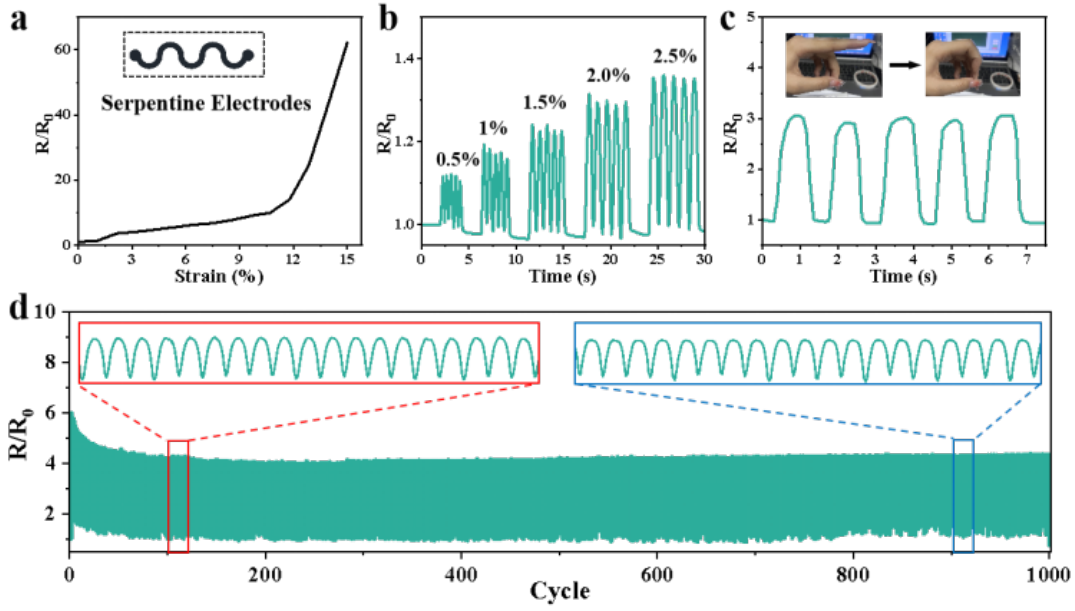 a
60
40
20
0
R/R0
Serpentine Electrodes
0 3 6 9 12 15
Strain (%)
b
1.4
1.2
1.0
R/R0
0.5%
1%
1.5%
2.0%
2.5%
0 5 10 15 20 25 30
Time (s)
c
5
4
3
2
1
0
R/R0
0 1 2 3 4 5 6 7
Time (s)
d
10
8
6
4
2
R/R0
0 200 400 600 800 1000
Cycle